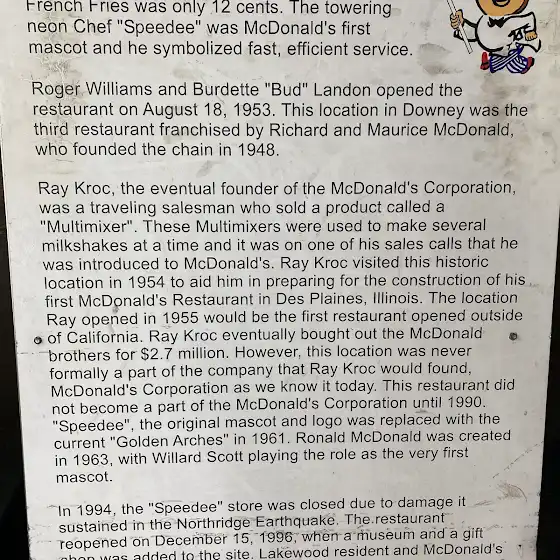 French Fries was only 12 cents. The towering
neon Chef "Speedee" was McDonald's first
mascot and he symbolized fast, efficient service.
Roger Williams and Burdette "Bud" Landon opened the
restaurant on August 18, 1953. This location in Downey was the
third restaurant franchised by Richard and Maurice McDonald,
who founded the chain in 1948.
Ray Kroc, the eventual founder of the McDonald's Corporation,
was a traveling salesman who sold a product called a
"Multimixer". These Multimixers were used to make several
milkshakes at a time and it was on one of his sales calls that he
was introduced to McDonald's. Ray Kroc visited this historic
location in 1954 to aid him in preparing for the construction of his
first McDonald's Restaurant in Des Plaines, Illinois. The location
Ray opened in 1955 would be the first restaurant opened outside
of California. Ray Kroc eventually bought out the McDonald
brothers for $2.7 million. However, this location was never
formally a part of the company that Ray Kroc would found,
McDonald's Corporation as we know it today. This restaurant did
not become a part of the McDonald's Corporation until 1990.
"Speedee", the original mascot and logo was replaced with the
current "Golden Arches" in 1961. Ronald McDonald was created
in 1963, with Willard Scott playing the role as the very first
mascot.
In 1994, the "Speedee" store was closed due to damage it
sustained in the Northridge Earthquake. The restaurant
reopened on December 15, 1996, when a museum and a gift
shop was added to the site. Lakewood resident and McDonald's